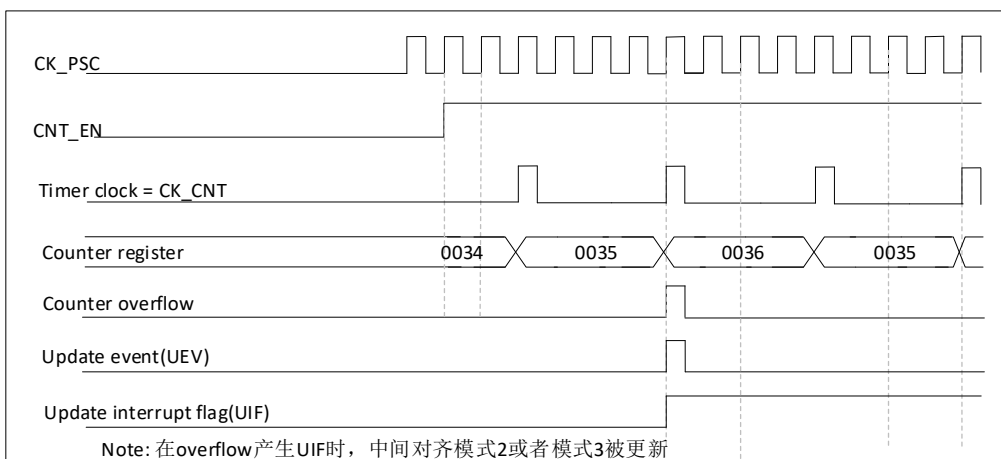 CK_PSC
CNT_EN
Timer clock = CK_CNT
Counter register 0034 0035 0036 0035
Counter overflow
Update event(UEV)
Update interrupt flag(UIF)
Note: 在overflow产生UIF时，中间对齐模式2或者模式3被更新